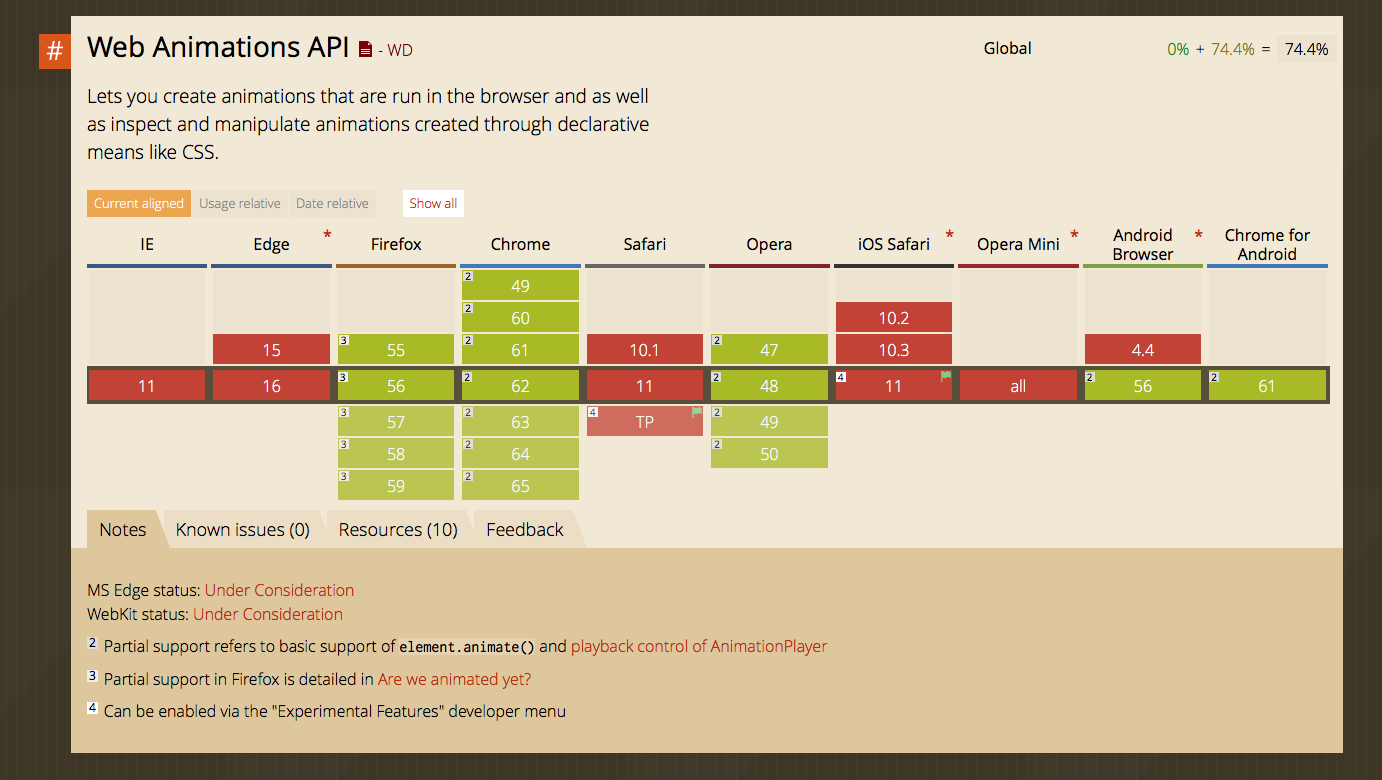 # Web Animations API - WD Global 0% + 74.4% = 74.4%
Lets you create animations that are run in the browser and as well
as inspect and manipulate animations created through declarative
means like CSS.
Current aligned Usage relative Date relative Show all
IE Edge * Firefox Chrome Safari Opera iOS Safari * Opera Mini * Android Browser * Chrome for Android
2 49
2 60 10.2
15 3 55 2 61 10.1 2 47 10.3 4.4
11 16 3 56 2 62 11 2 48 4 11 all 2 56 2 61
3 57 2 63 4 TP 2 49
3 58 2 64 2 50
3 59 2 65
Notes Known issues (0) Resources (10) Feedback
MS Edge status: Under Consideration
WebKit status: Under Consideration
2 Partial support refers to basic support of element.animate() and playback control of AnimationPlayer
3 Partial support in Firefox is detailed in Are we animated yet?
4 Can be enabled via the "Experimental Features" developer menu